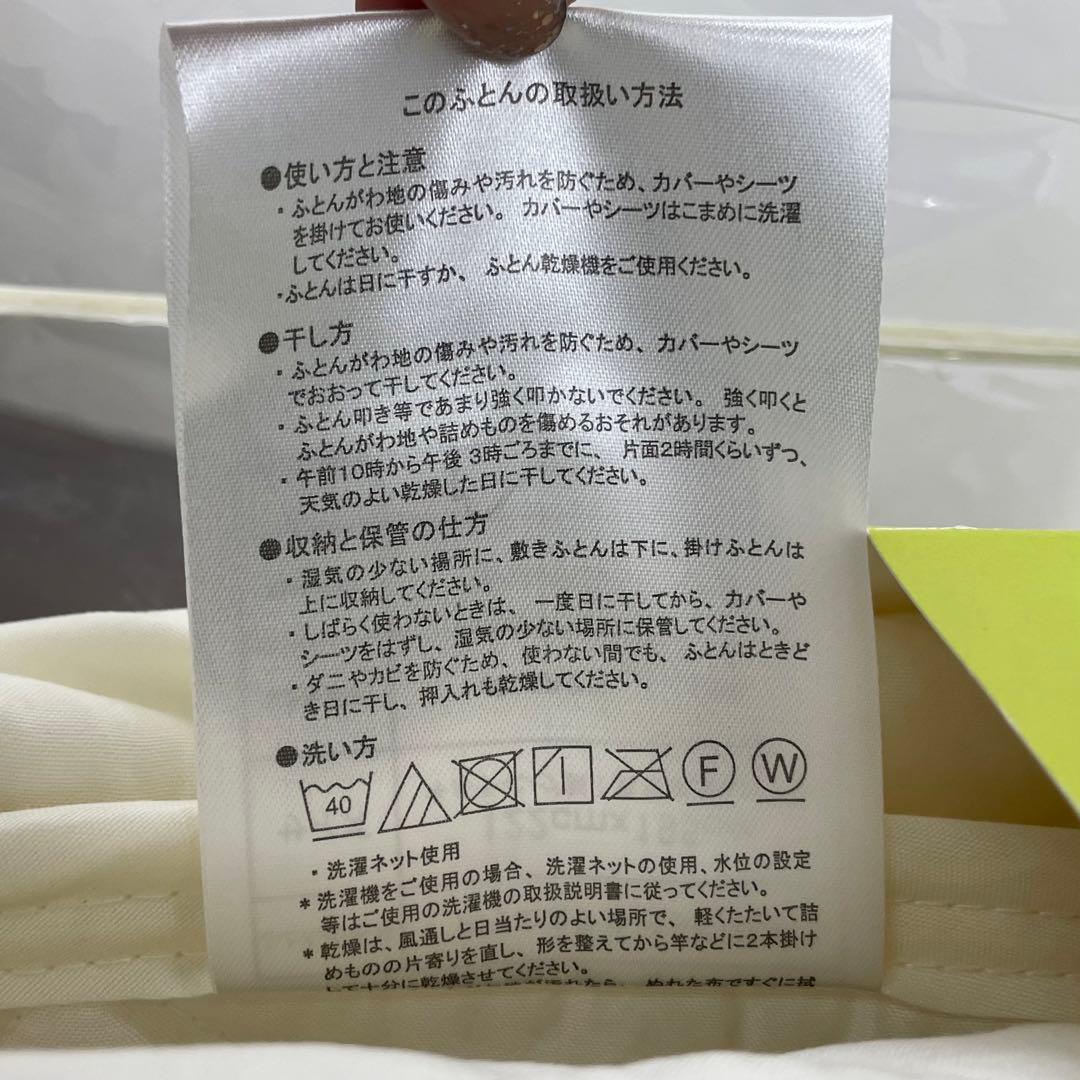 このふとんの取扱い方法
●使い方と注意
・ふとんがわ地の傷みや汚れを防ぐため、カバーやシーツ
を掛けてお使いください。カバーやシーツはこまめに洗濯
してください。
・ふとんは日に干すか、ふとん乾燥機をご使用ください。
●干し方
・ふとんがわ地の傷みや汚れを防ぐため、カバーやシーツ
でおおって干してください。
・ふとん叩き等であまり強く叩かないでください。強く叩くと
ふとんがわ地や詰めものを傷めるおそれがあります。
・午前10時から午後3時ごろまでに、片面2時間くらいずつ、
天気のよい乾燥した日に干してください。
●収納と保管の仕方
・湿気の少ない場所に、敷きふとんは下に、掛けふとんは
上に収納してください。
・しばらく使わないときは、一度日に干してから、カバーや
シーツをはずし、湿気の少ない場所に保管してください。
・ダニやカビを防ぐため、使わない間でも、ふとんはときど
き日に干し、押入れも乾燥してください。
●洗い方
40 F W
・洗濯ネット使用
*洗濯機をご使用の場合、洗濯ネットの使用、水位の設定
等はご使用の洗濯機の取扱説明書に従ってください。
*乾燥は、風通しと日当たりのよい場所で、軽くたたいて詰
めものの片寄りを直し、形を整えてから竿などに2本掛け
して十分に乾燥させてください。
が汚れたら、ぬれた布ですぐに拭